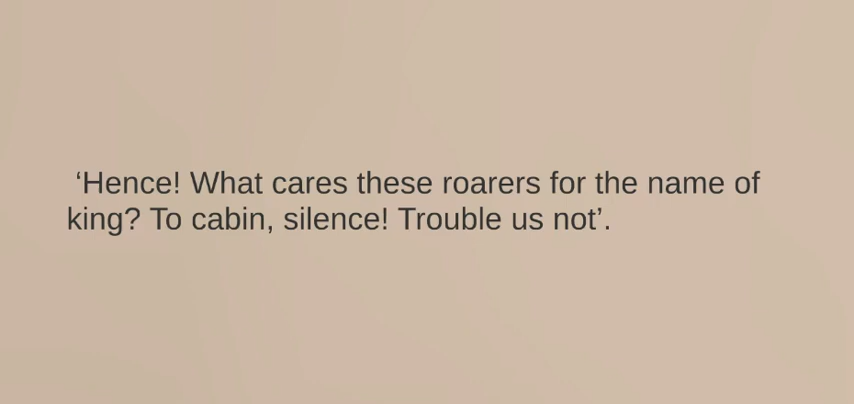 ‘Hence! What cares these roarers for the name of
king? To cabin, silence! Trouble us not’.